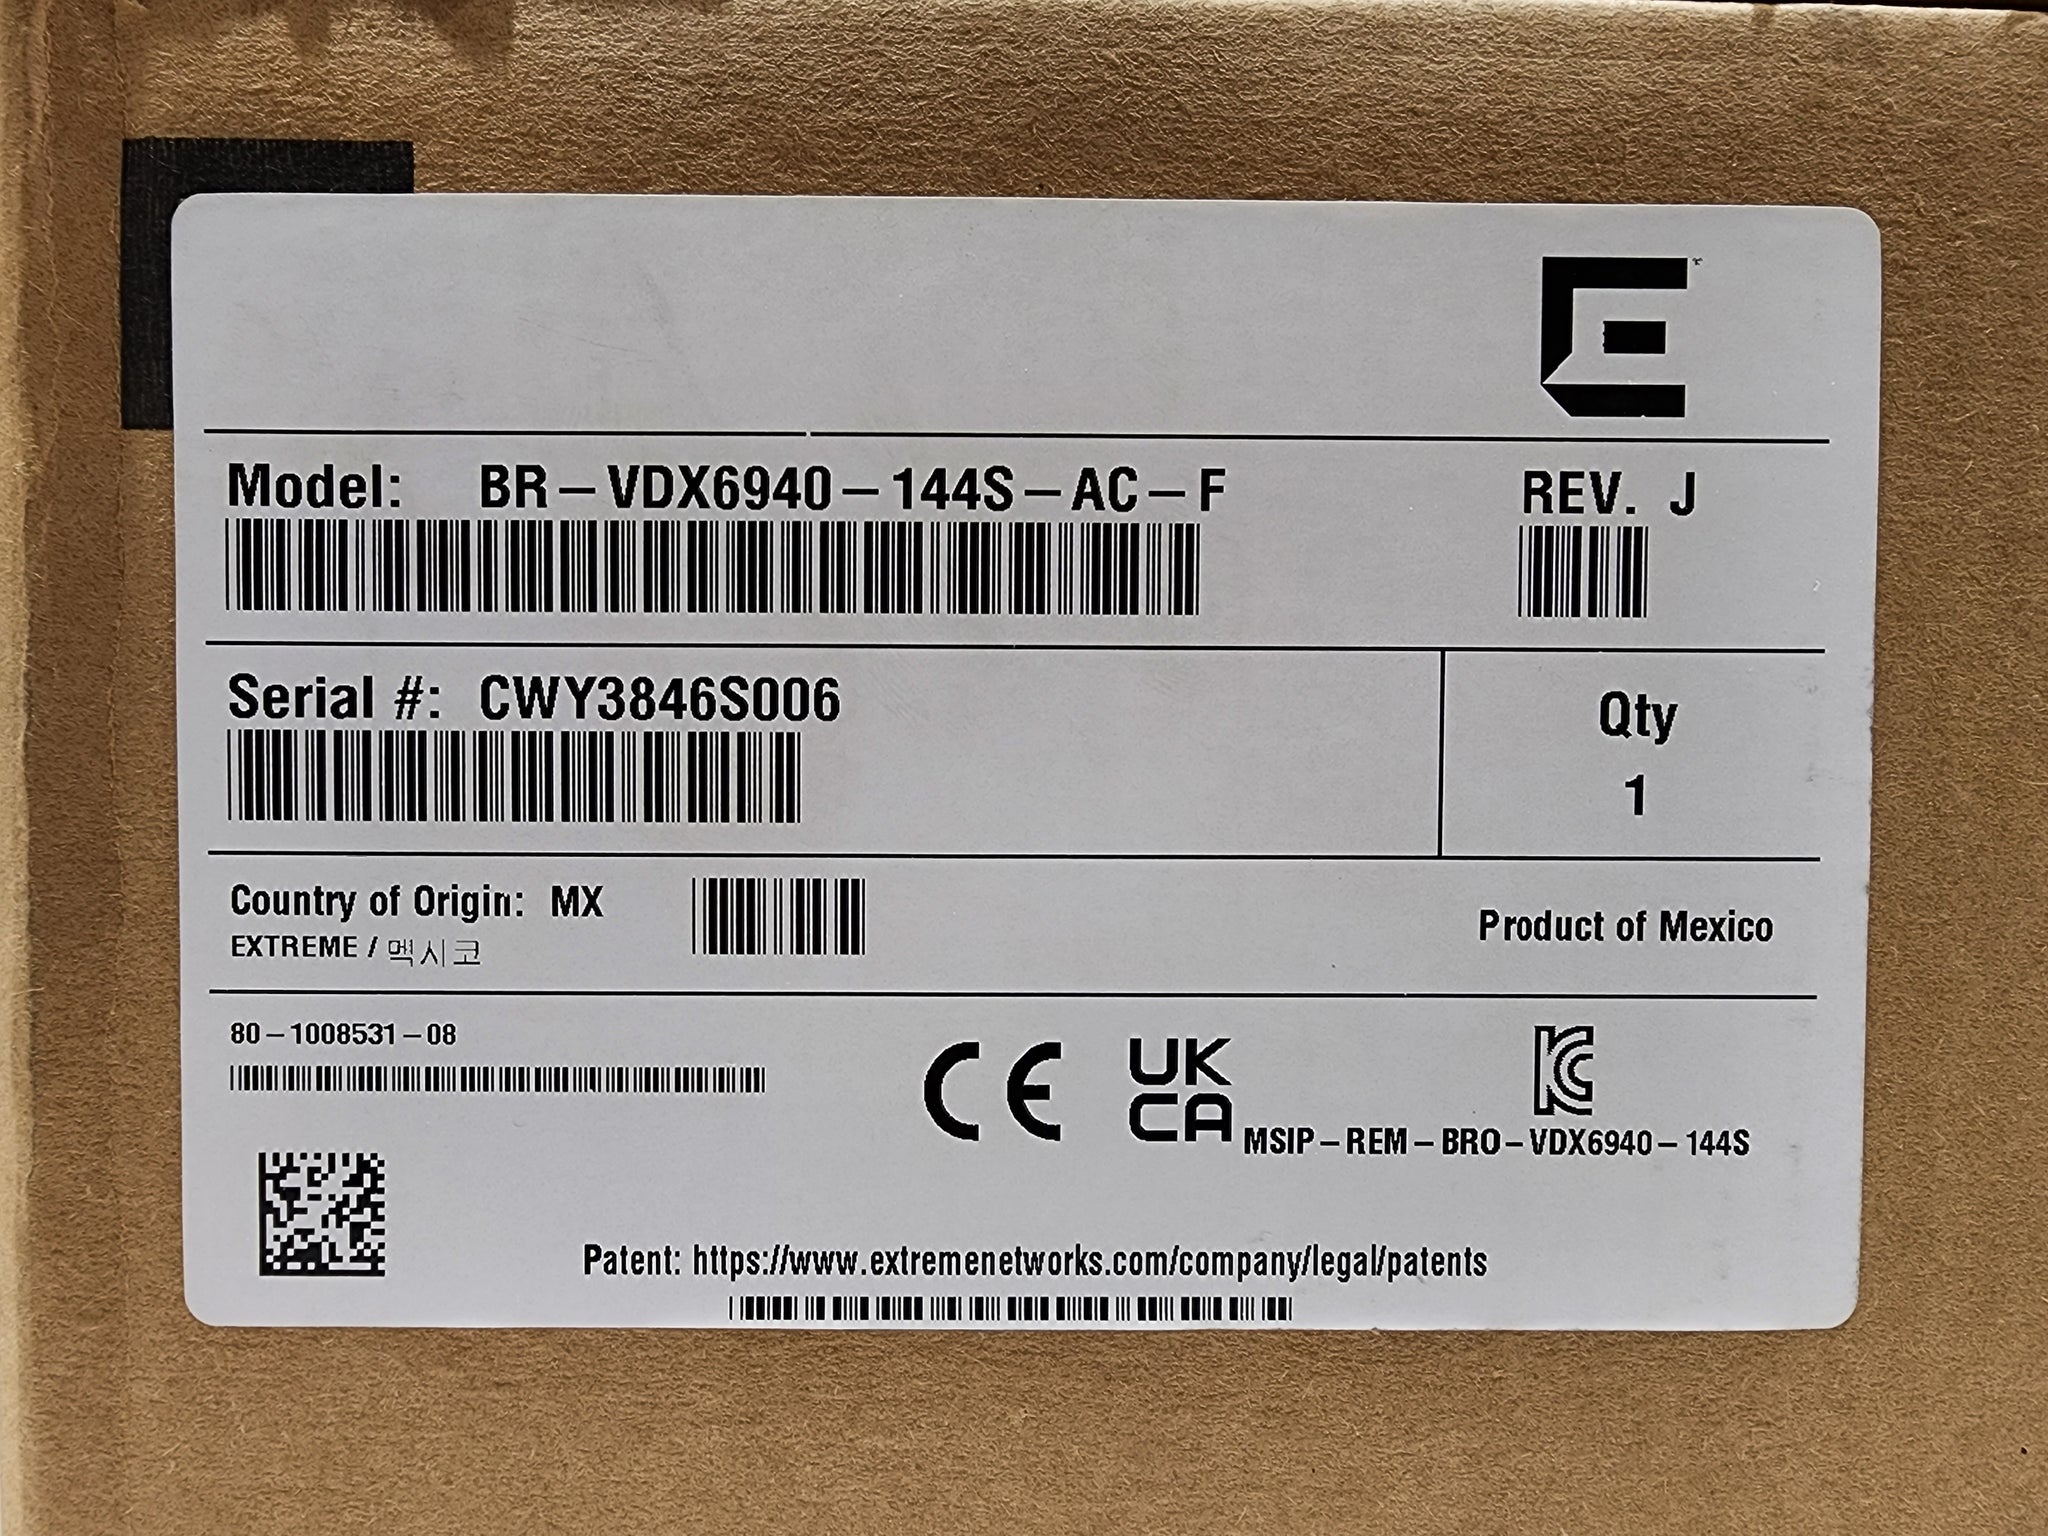 Model: BR-VDX6940-144S-AC-F
REV. J
Serial #: CWY3846S006
Qty
1
Country of Origin: MX
EXTREME / 멕시코
Product of Mexico
80-1008531-08
CE
UK
CA
MSIP-REM-BRO-VDX6940-144S
Patent: https://www.extremenetworks.com/company/legal/patents